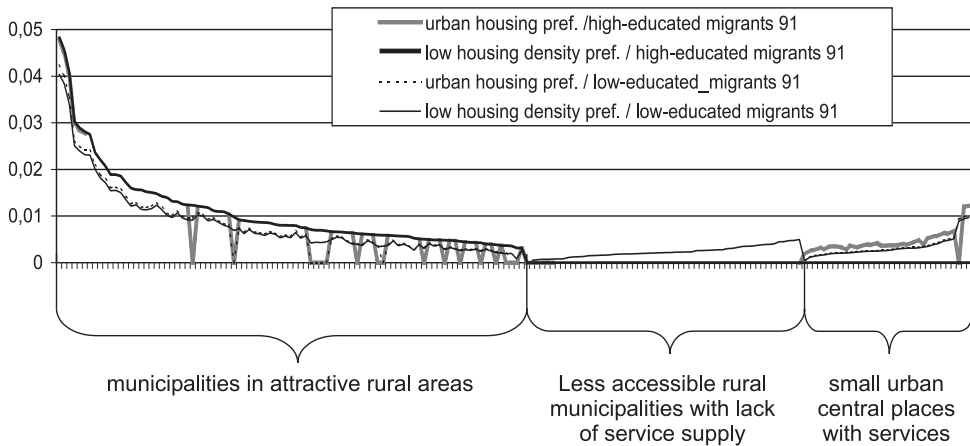 urban housing pref. /high-educated migrants 91
low housing density pref. / high-educated migrants 91
urban housing pref. / low-educated_migrants 91
low housing density pref. / low-educated migrants 91
0,05
0,04
0,03
0,02
0,01
0
municipalities in attractive rural areas
Less accessible rural
municipalities with lack
of service supply
small urban
central places
with services